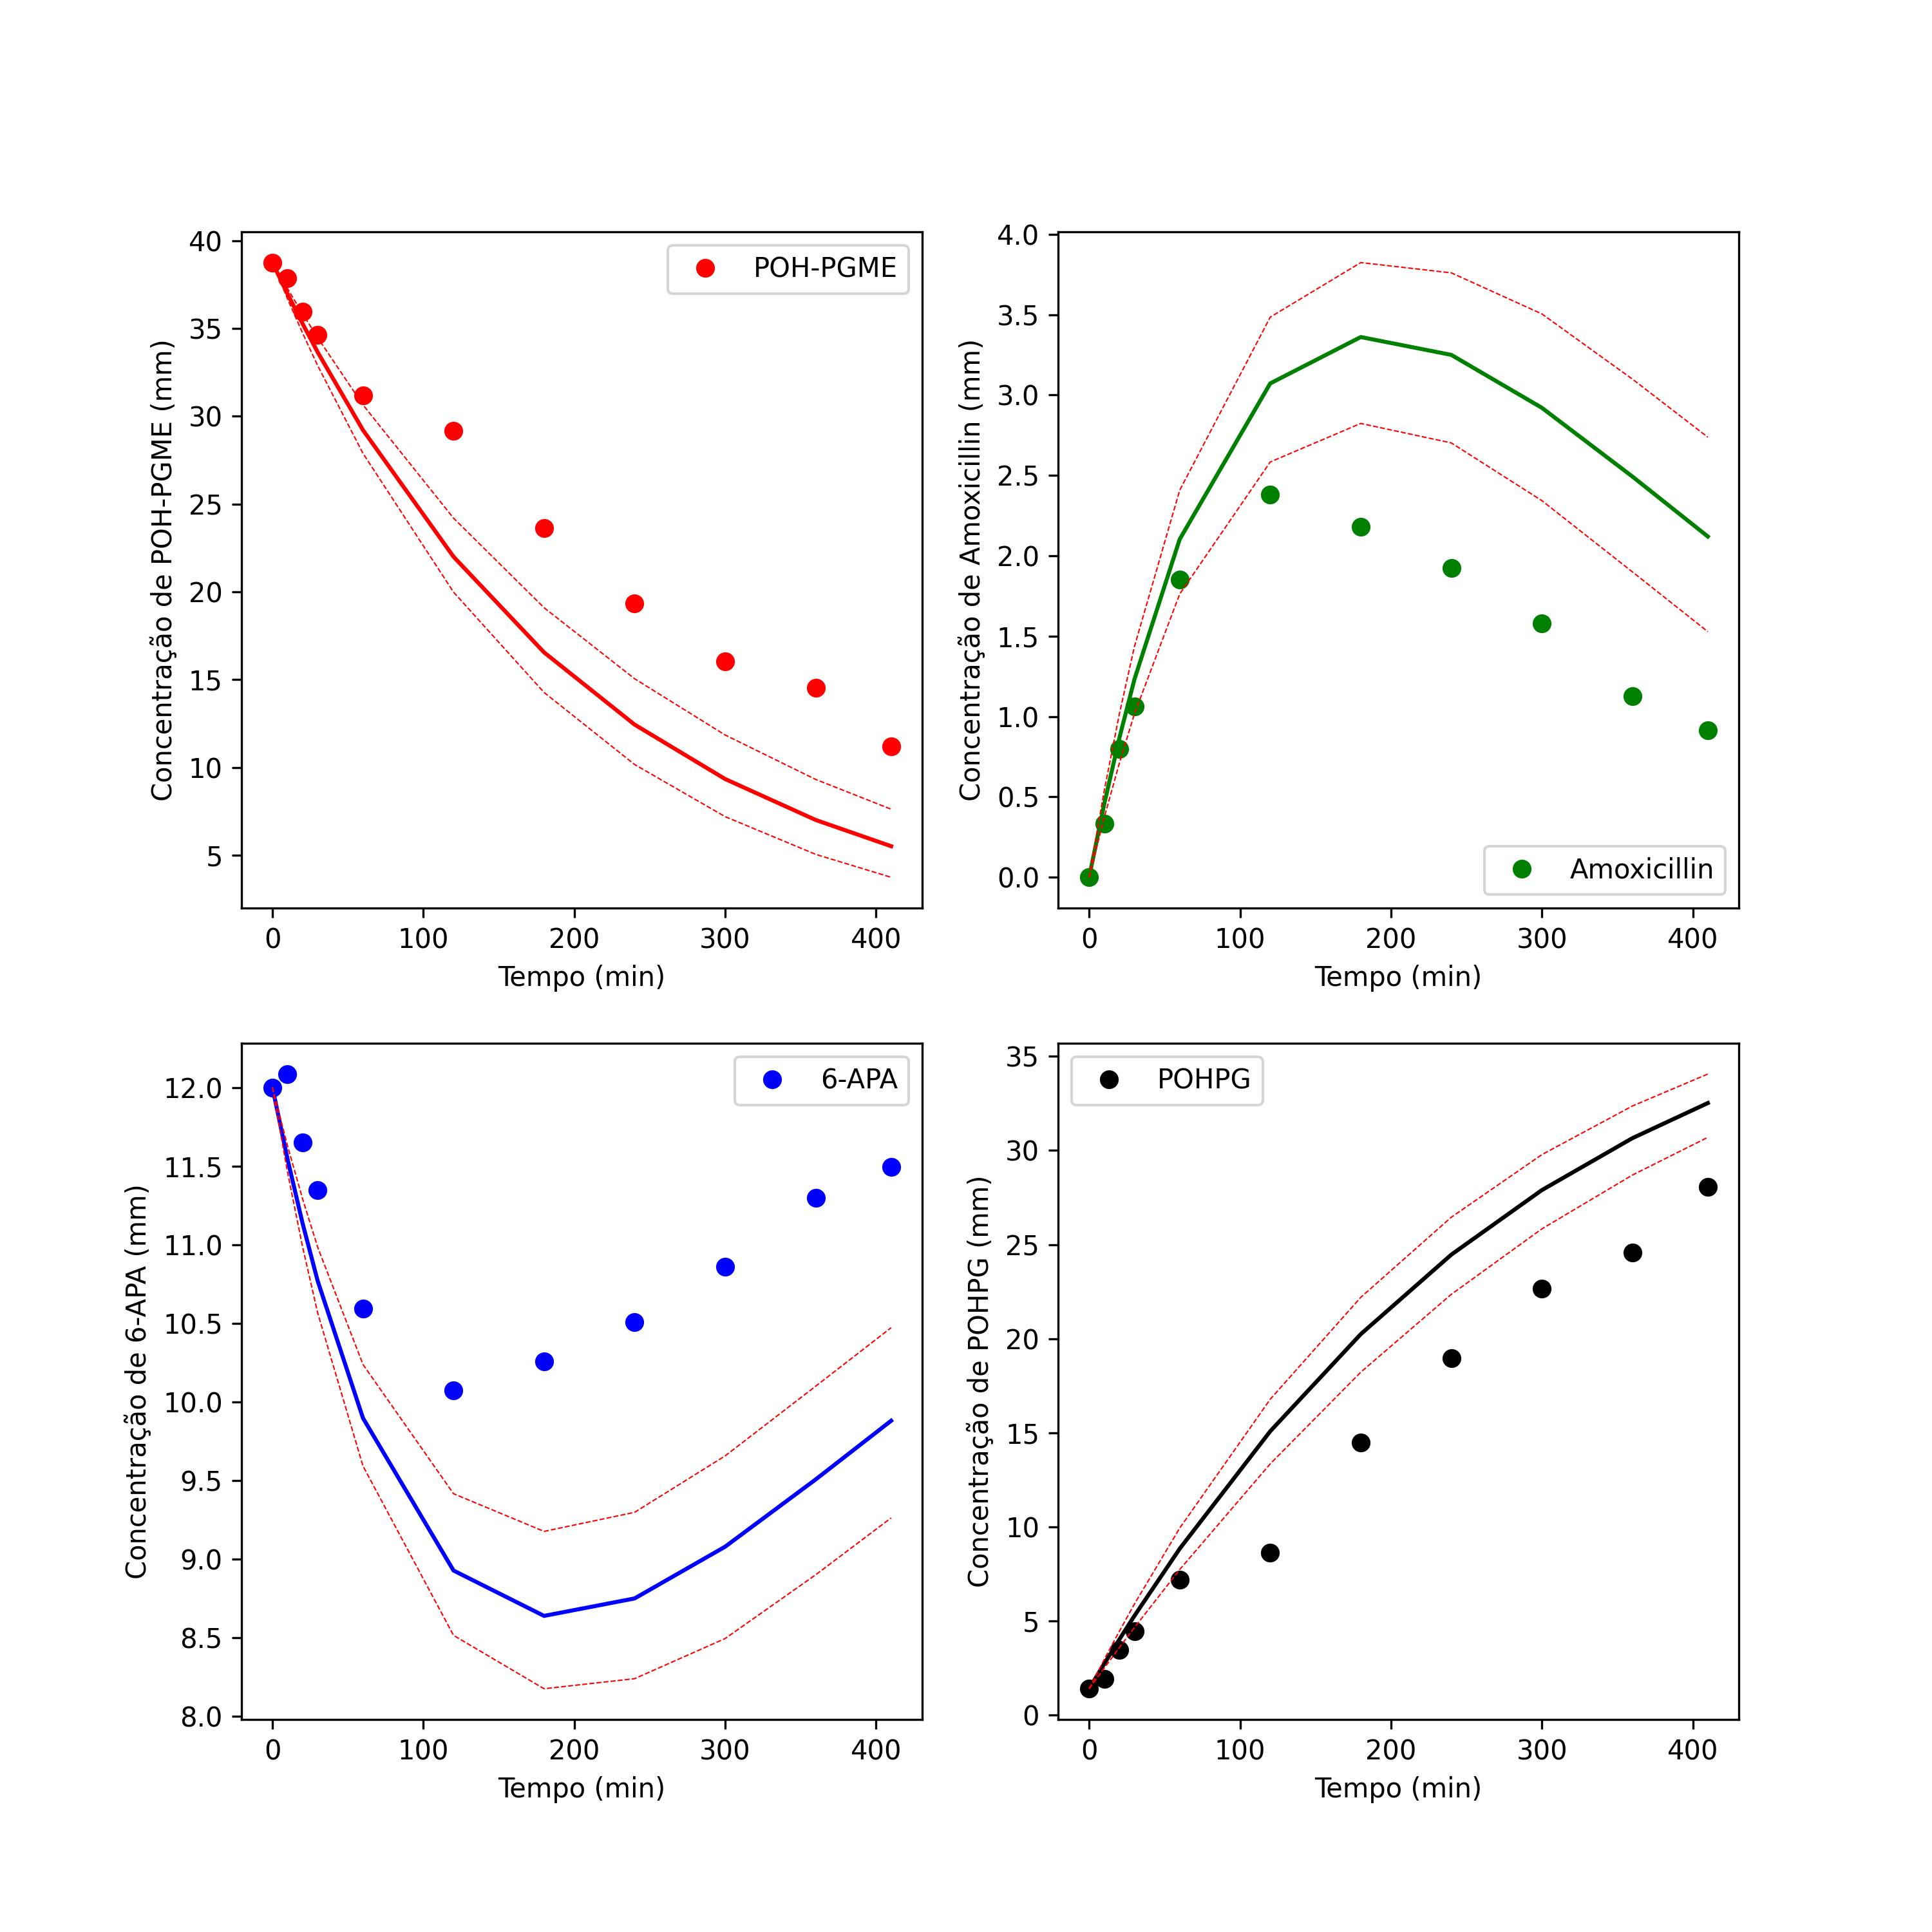 Concentração de POH-PGME (mm)
40
35
30
25
20
15
10
5
POH-PGME
0 100 200 300 400
Tempo (min)
Concentração de Amoxicillin (mm)
4.0
3.5
3.0
2.5
2.0
1.5
1.0
0.5
0.0
Amoxicillin
0 100 200 300 400
Tempo (min)
Concentração de 6-APA (mm)
12.0
11.5
11.0
10.5
10.0
9.5
9.0
8.5
8.0
6-APA
0 100 200 300 400
Tempo (min)
Concentração de POHPG (mm)
35
30
25
20
15
10
5
0
POHPG
0 100 200 300 400
Tempo (min)